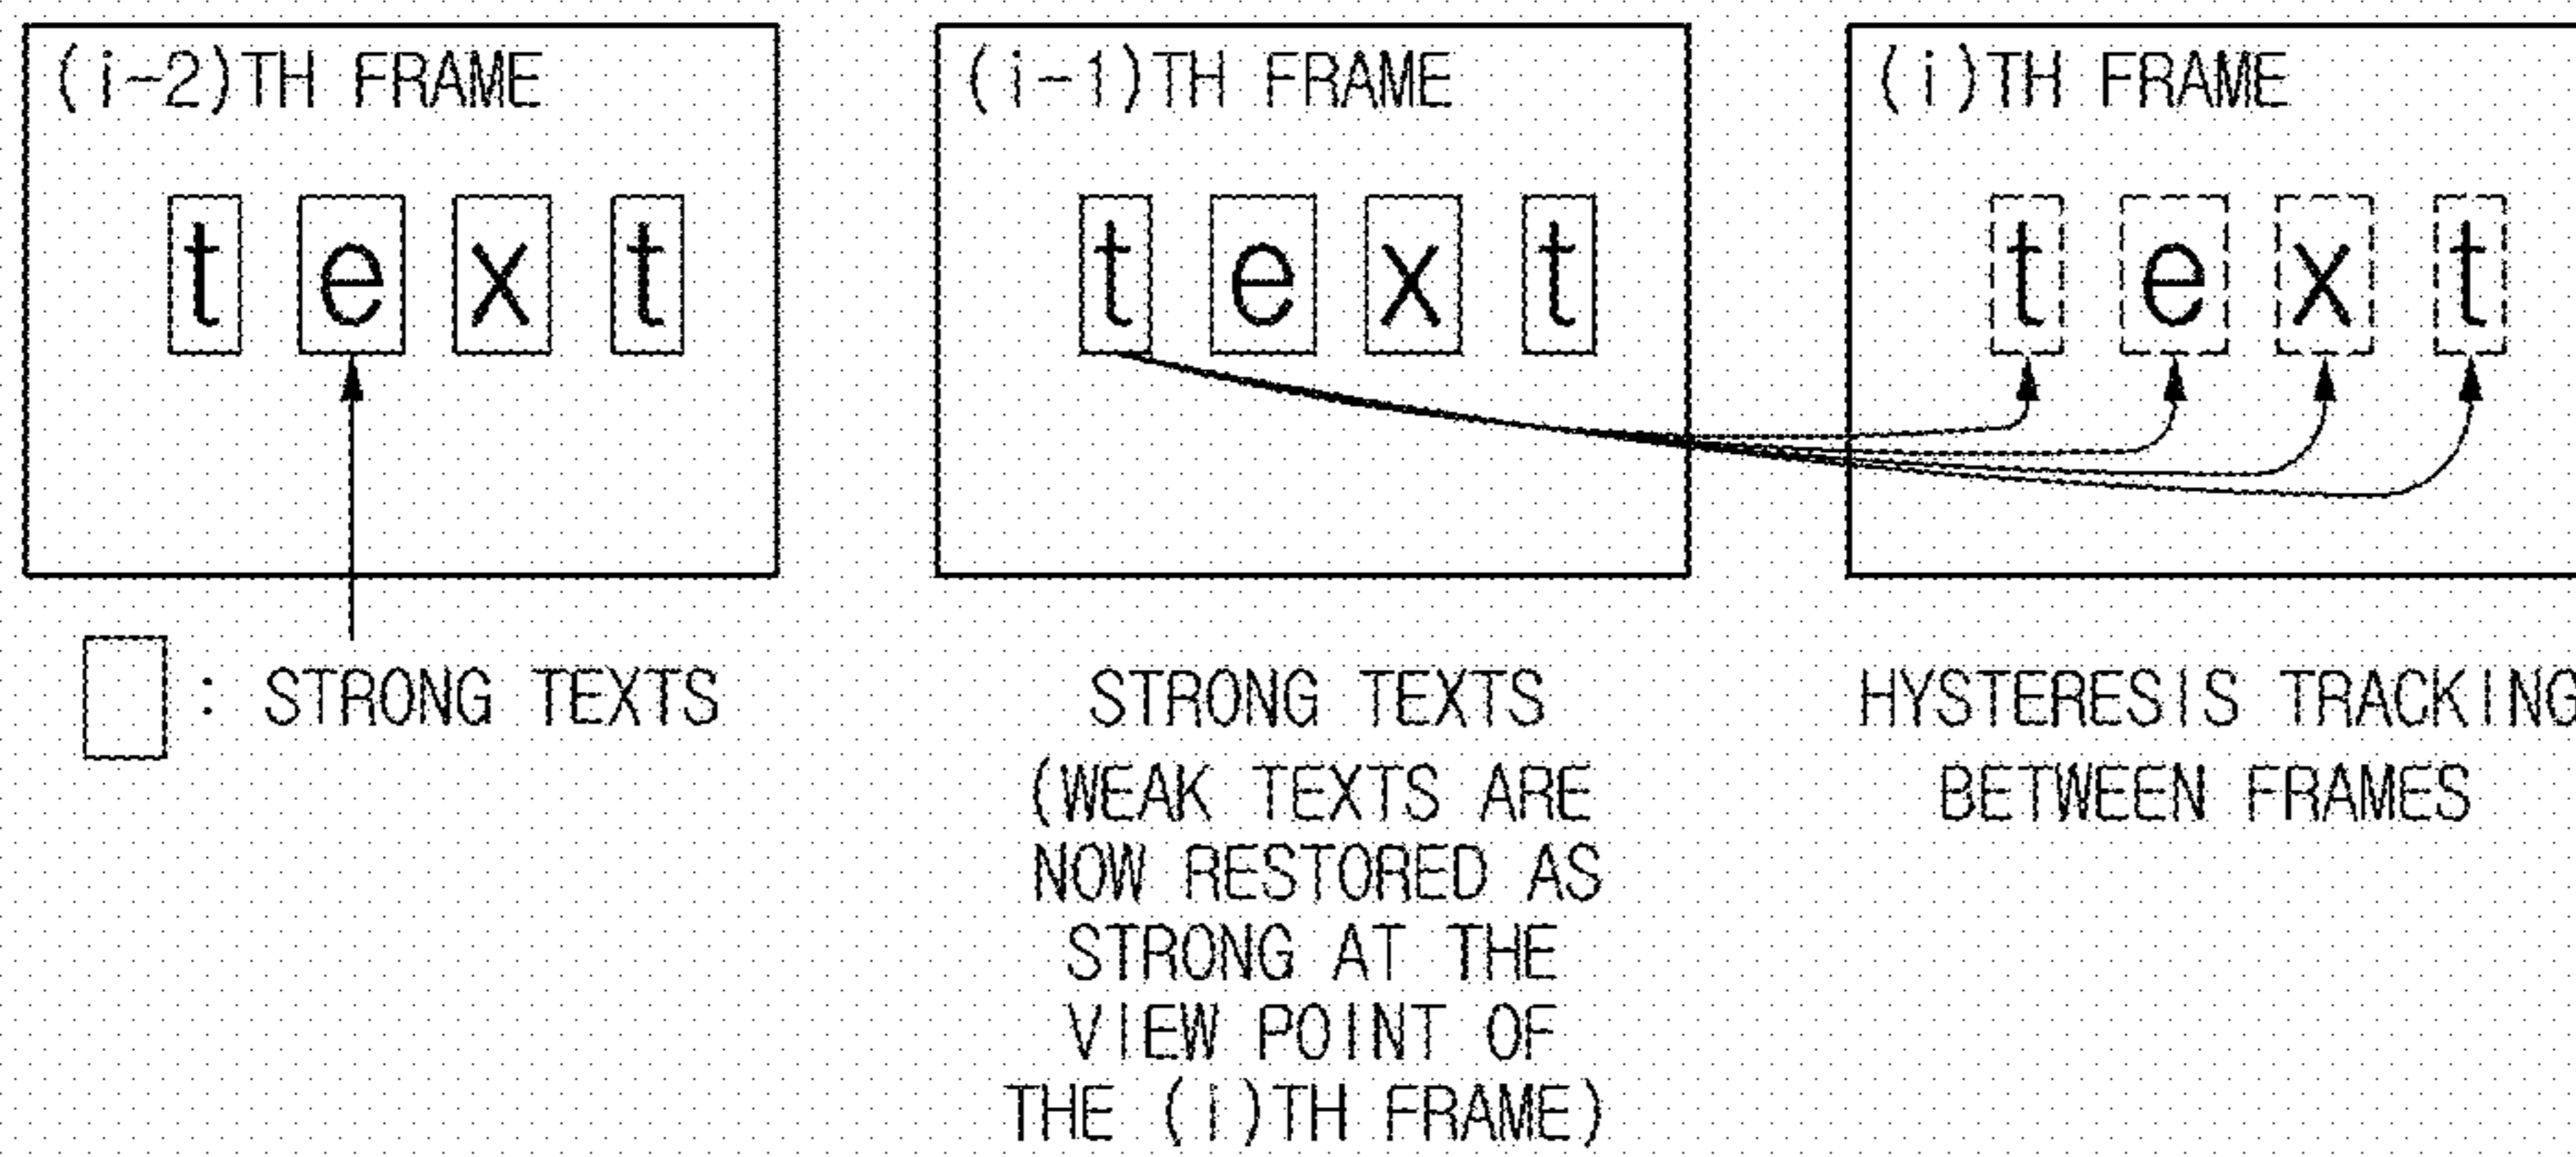 (i-2)TH FRAME
t e x t
: STRONG TEXTS
(i-1)TH FRAME
t e x t
STRONG TEXTS
(WEAK TEXTS ARE
NOW RESTORED AS
STRONG AT THE
VIEW POINT OF
THE (i)TH FRAME)
(i)TH FRAME
t e x t
HYSTERESIS TRACKING
BETWEEN FRAMES